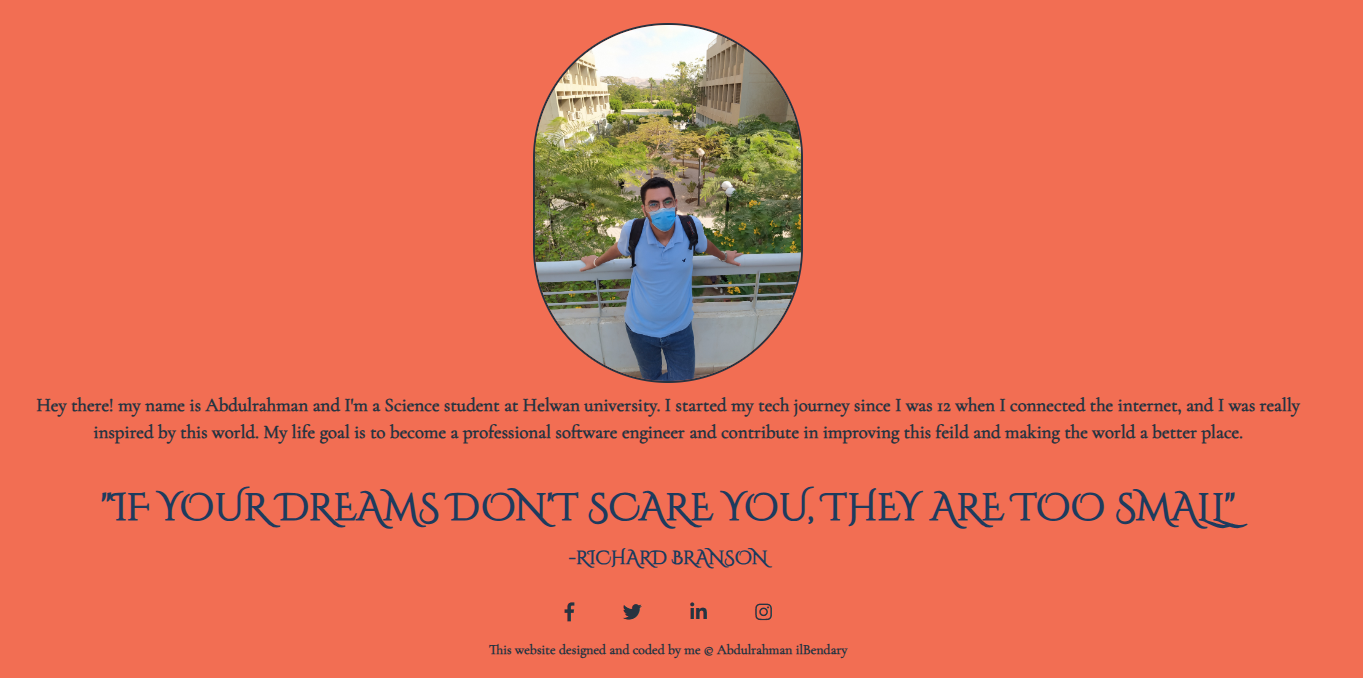 Hey there! my name is Abdulrahman and I'm a Science student at Helwan university. I started my tech journey since I was 12 when I connected the internet, and I was really
inspired by this world. My life goal is to become a professional software engineer and contribute in improving this feild and making the world a better place.
"IF YOUR DREAMS DON'T SCARE YOU, THEY ARE TOO SMALL"
-RICHARD BRANSON
This website designed and coded by me @ Abdulrahman ilBendary